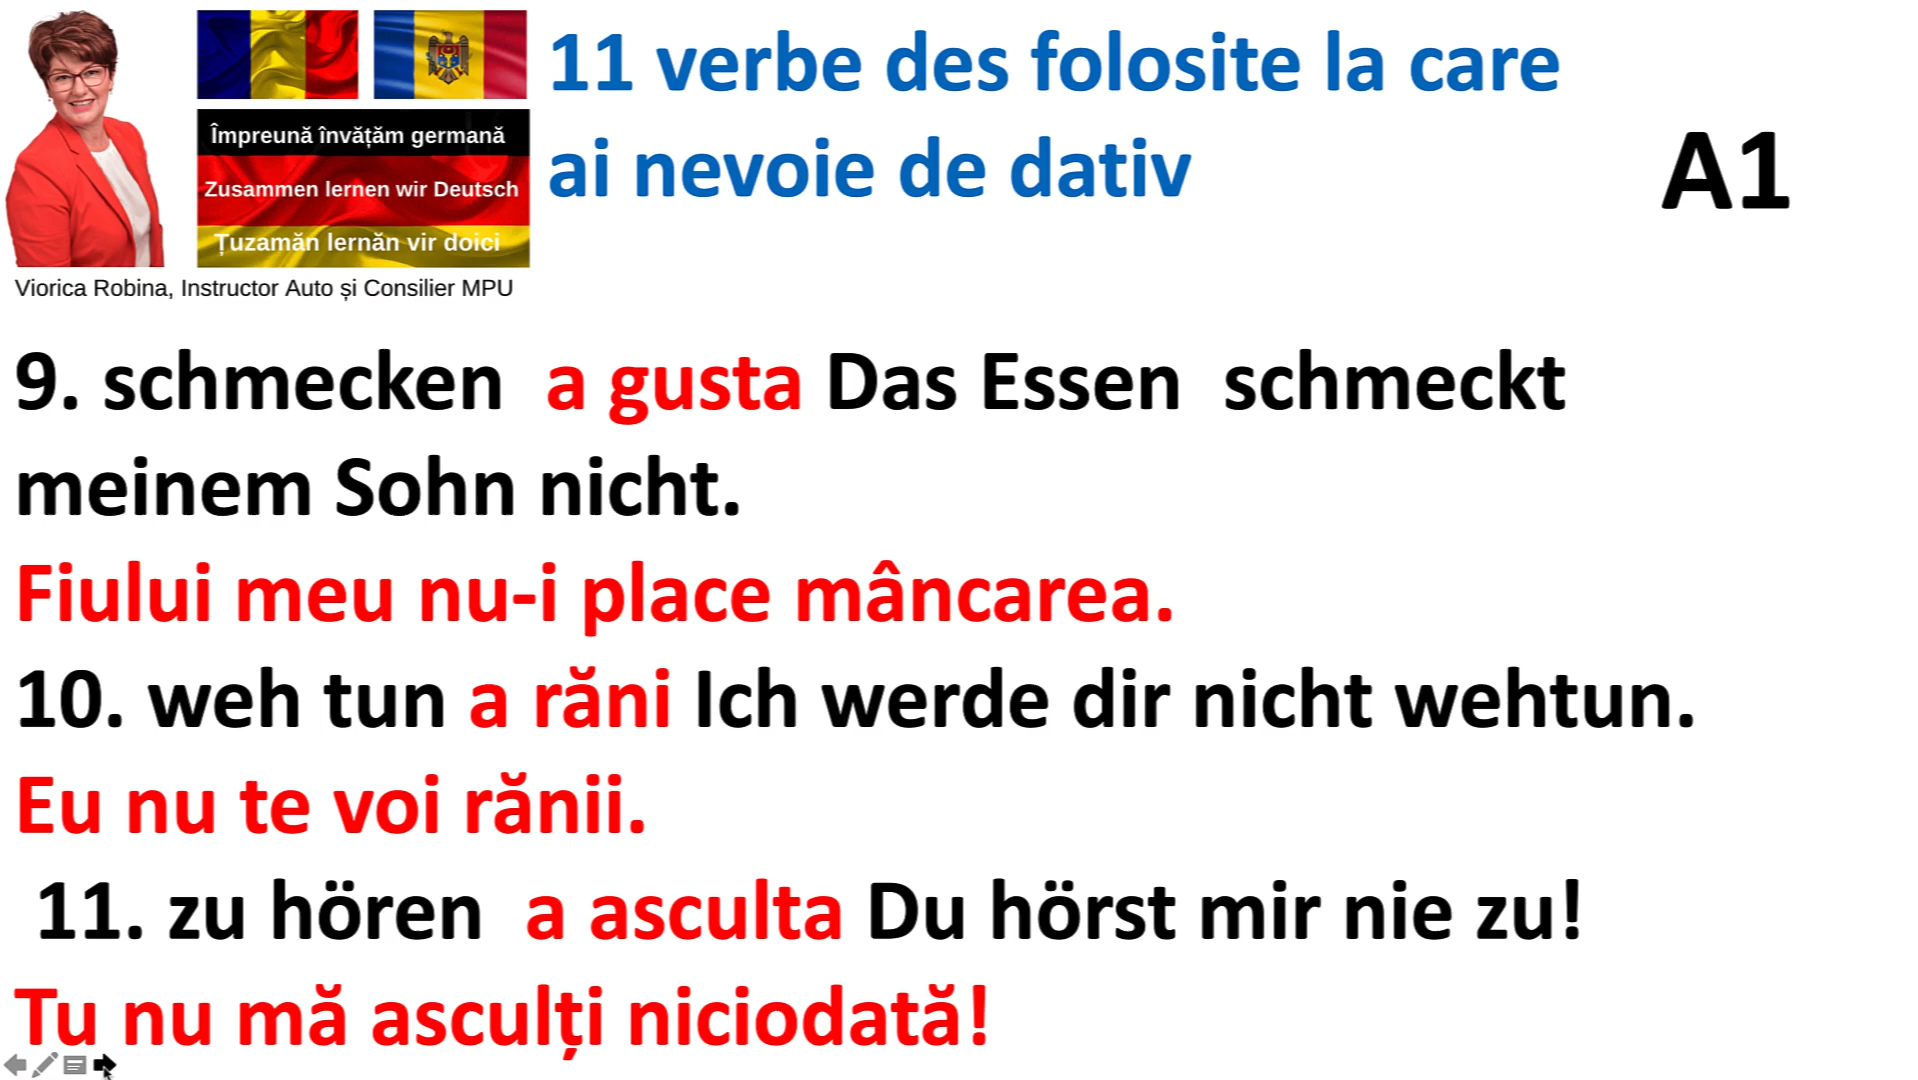 11 verbe des folosite la care
ai nevoie de dativ
A1
Împreună învățăm germană
Zusammen lernen wir Deutsch
Țuzamăn lernăn vir doici
Viorica Robina, Instructor Auto și Consilier MPU
9. schmecken a gusta Das Essen schmeckt
meinem Sohn nicht.
Fiului meu nu-i place mâncarea.
10. weh tun a răni Ich werde dir nicht wehtun.
Eu nu te voi rănii.
11. zu hören a asculta Du hörst mir nie zu!
Tu nu mă asculți niciodată!